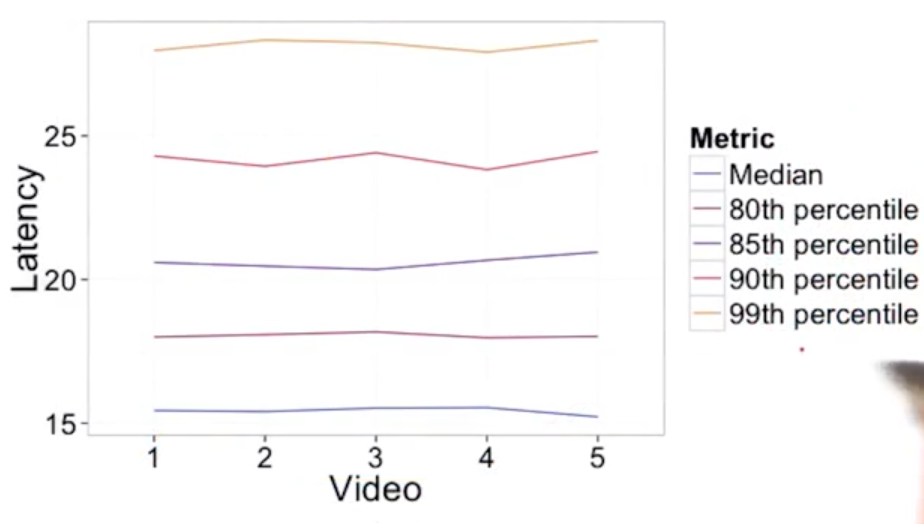 25
20
15
Latency
1 2 3 4 5
Video
Metric
Median
80th percentile
85th percentile
90th percentile
99th percentile